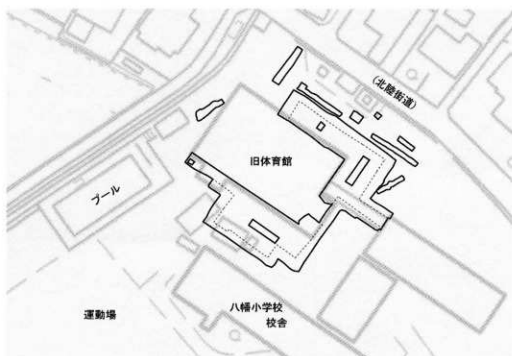 (北陸街道)
旧体育館
プール
運動場
八幡小学校
校舎